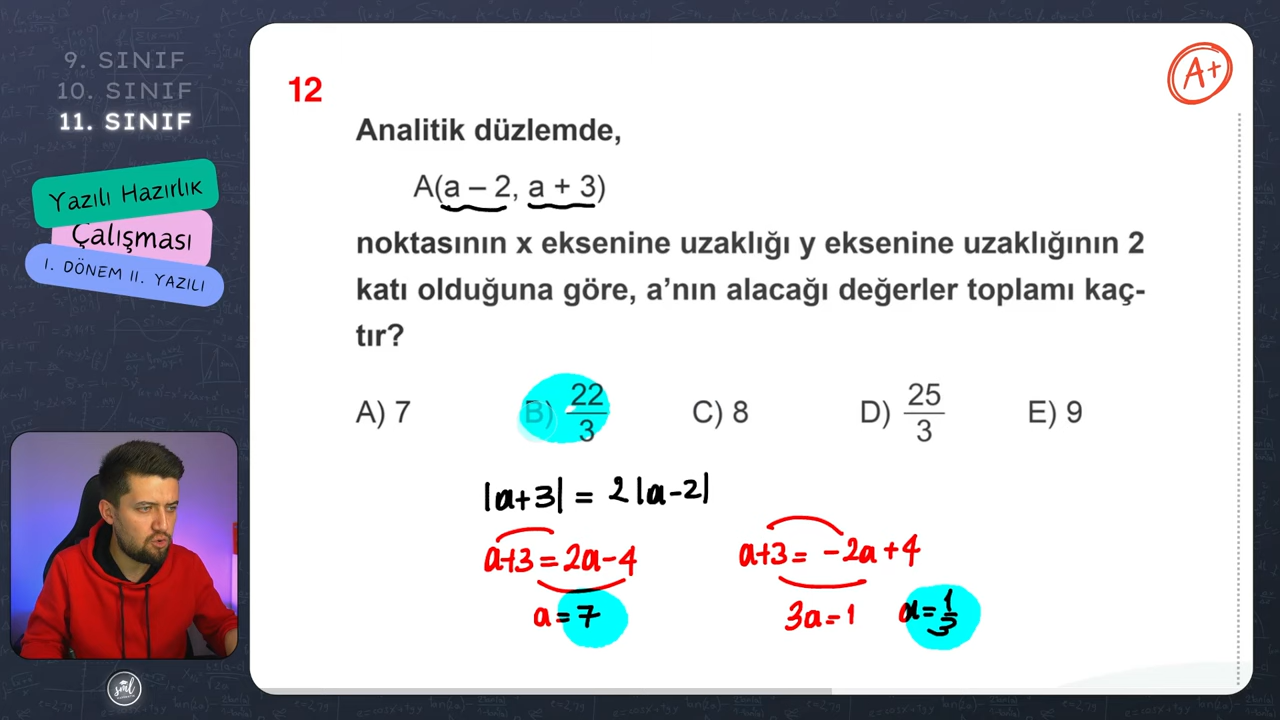 9. SINIF
10. SINIF
11. SINIF
Yazılı Hazırlık
Çalışması
I. DÖNEM II. YAZILI
A+
12
Analitik düzlemde,
A(a – 2, a + 3)
noktasının x eksenine uzaklığı y eksenine uzaklığının 2
katı olduğuna göre, a’nın alacağı değerler toplamı kaç-
tır?
A) 7 B) 22/3 C) 8 D) 25/3 E) 9
|a+3| = 2|a-2|
a+3 = 2a-4 a+3 = -2a+4
a = 7 3a=1 a=1/3
sml